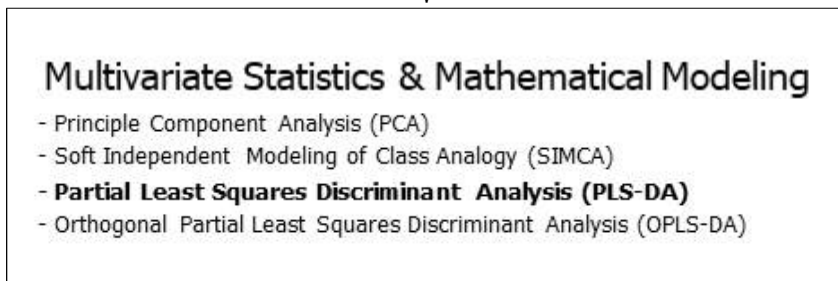 Multivariate Statistics & Mathematical Modeling
- Principle Component Analysis (PCA)
- Soft Independent Modeling of Class Analogy (SIMCA)
- Partial Least Squares Discriminant Analysis (PLS-DA)
- Orthogonal Partial Least Squares Discriminant Analysis (OPLS-DA)